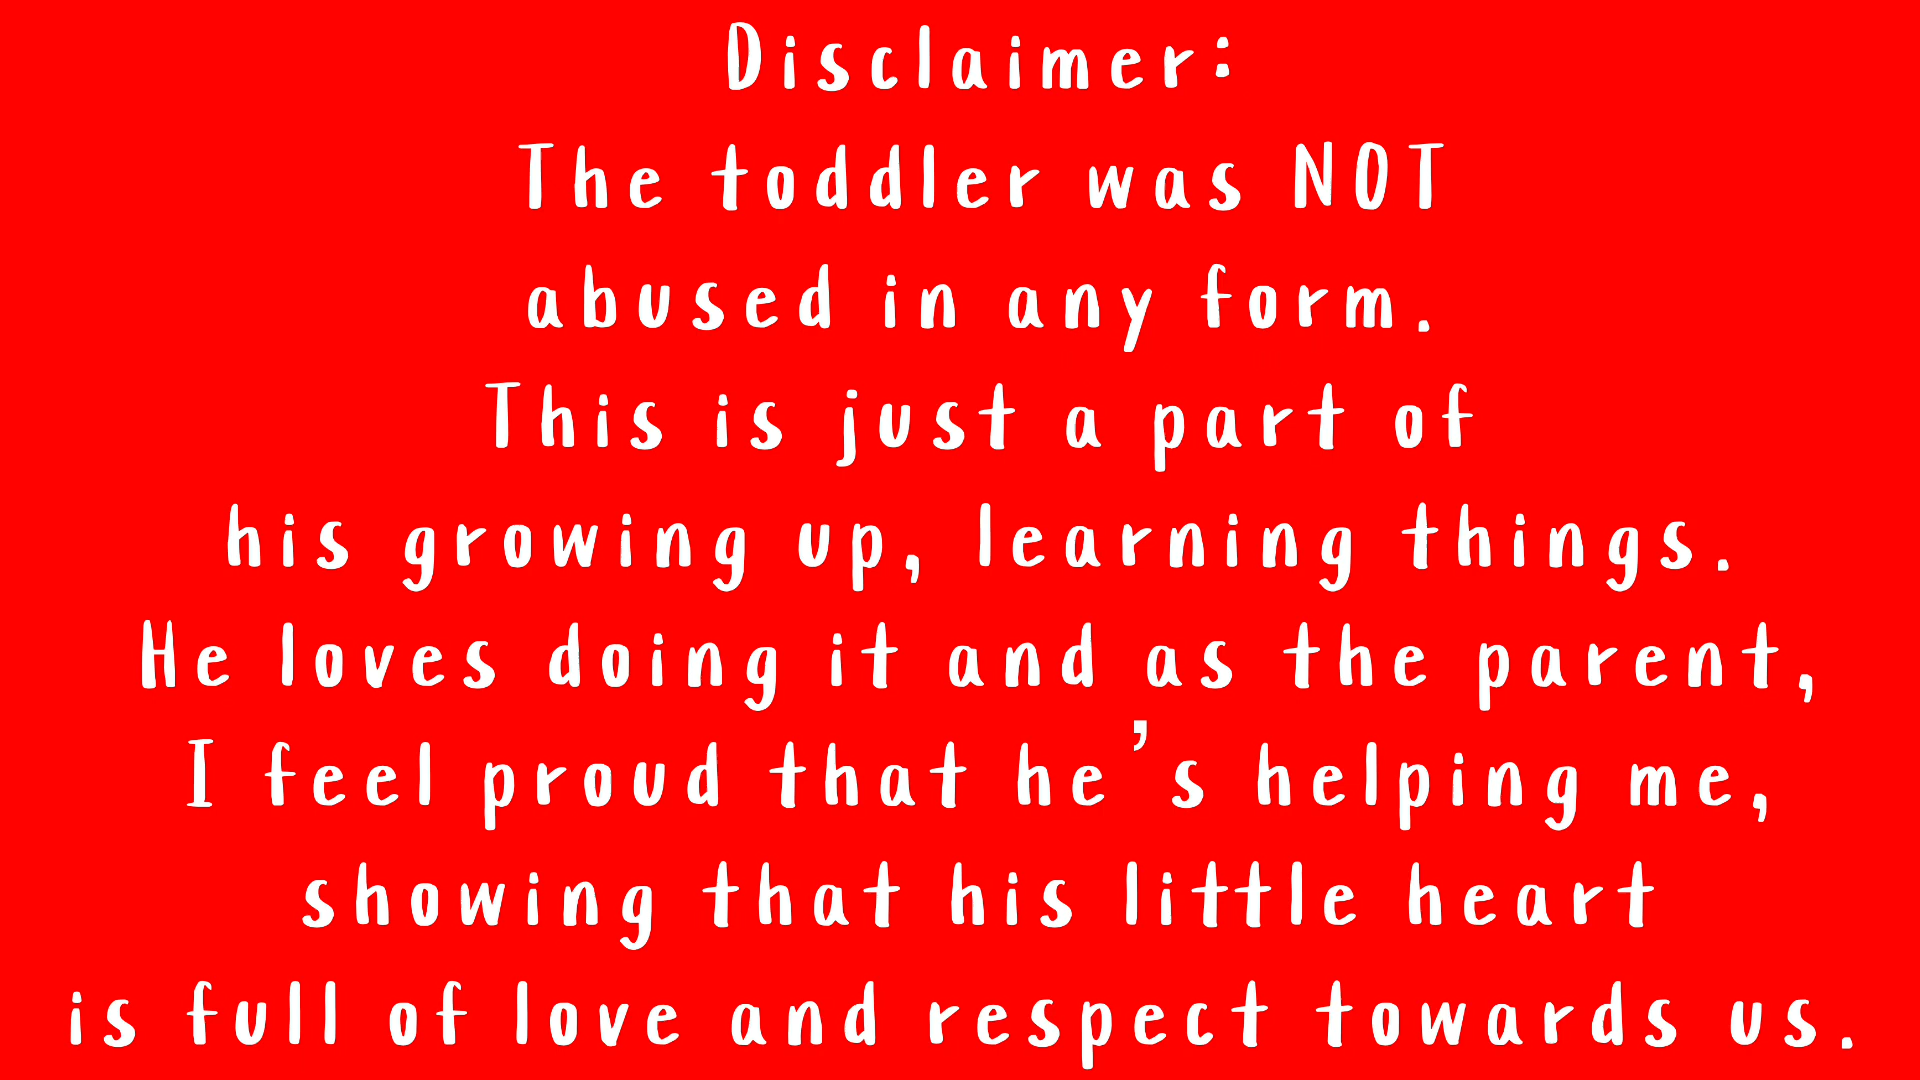 Disclaimer:
The toddler was NOT
abused in any form.
This is just a part of
his growing up, learning things.
He loves doing it and as the parent,
I feel proud that he's helping me,
showing that his little heart
is full of love and respect towards us.